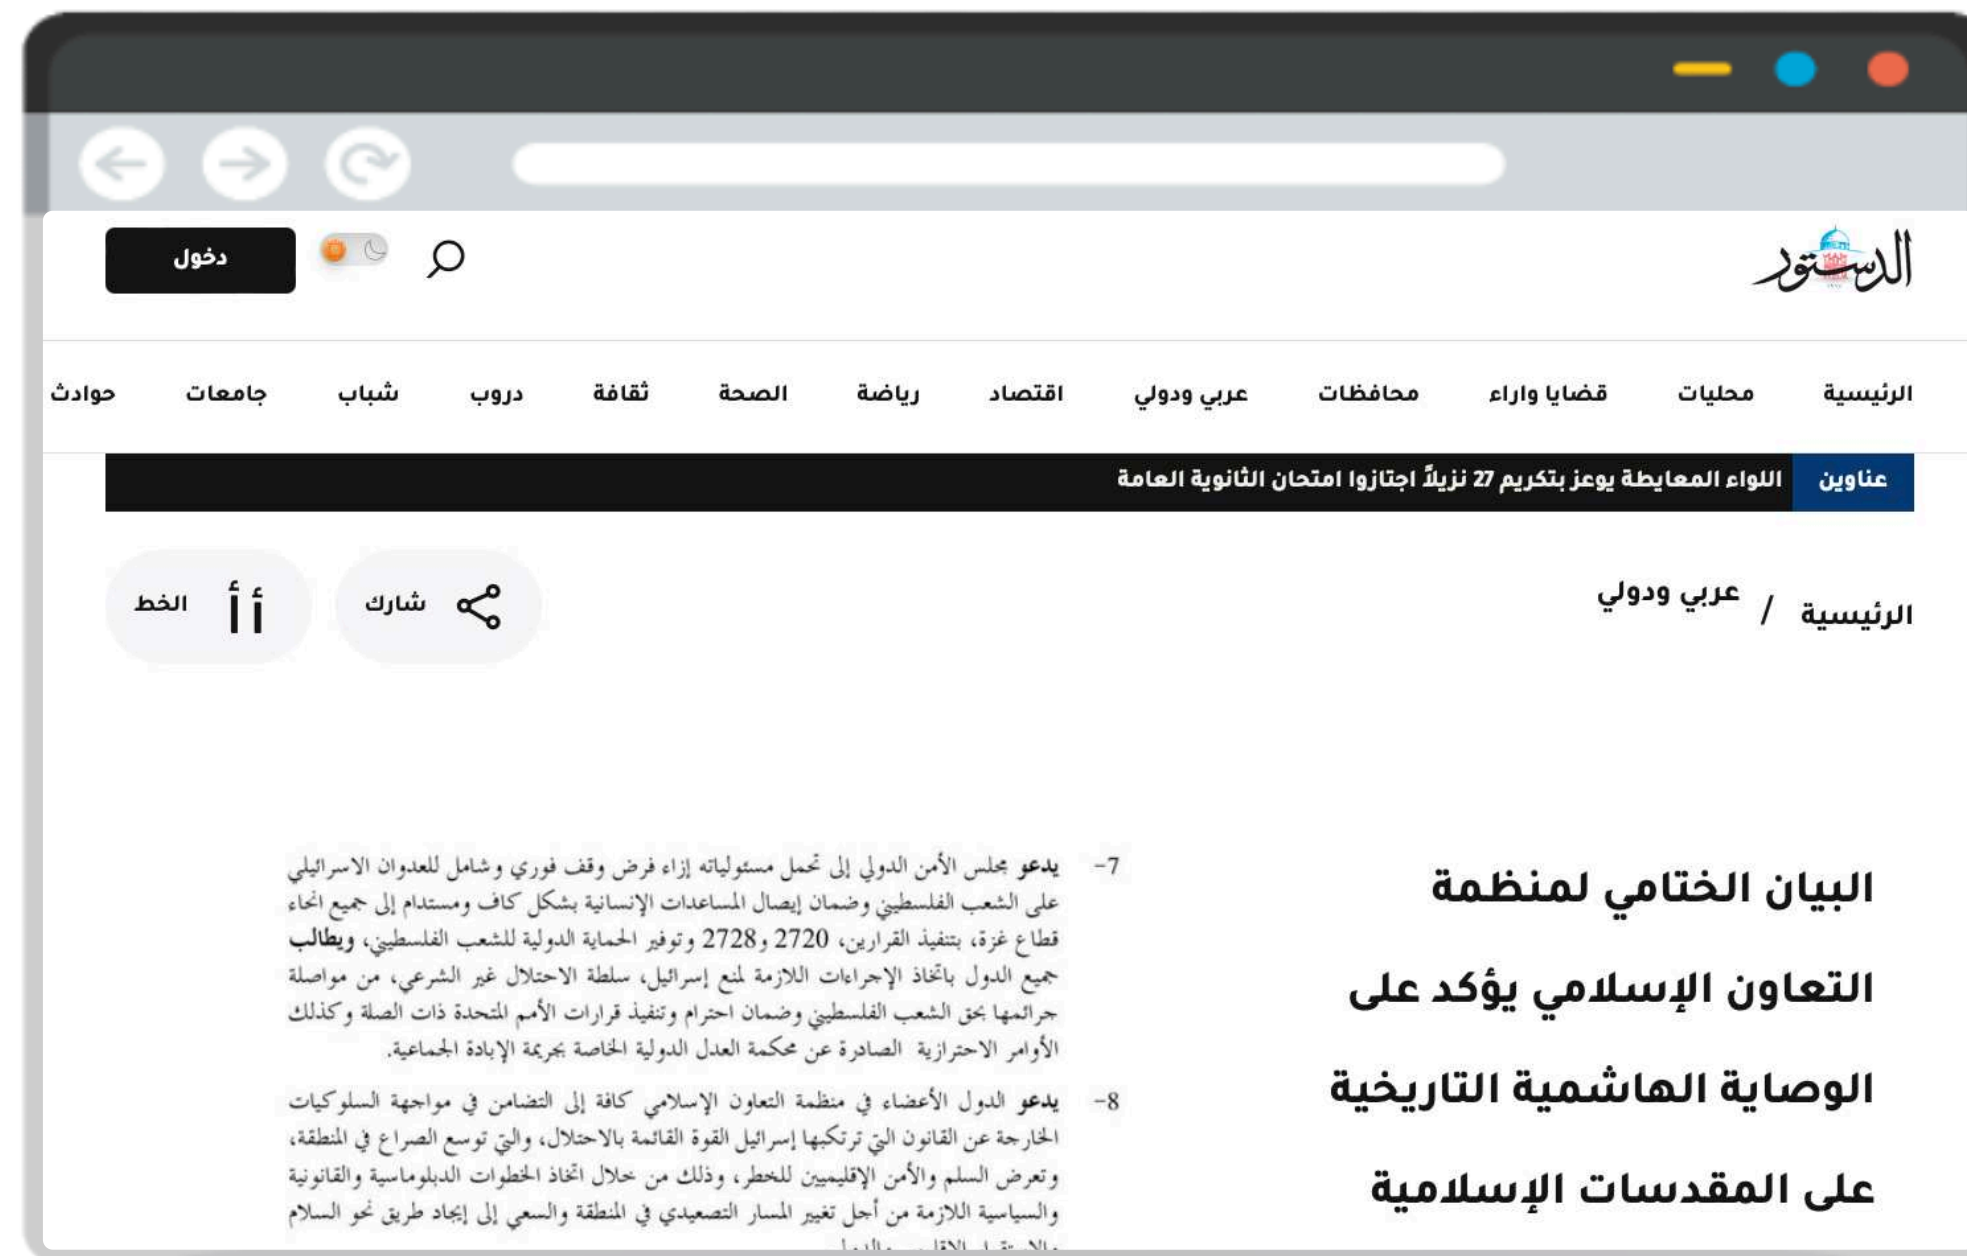 الدستور
دخول
الرئيسية محليات قضايا واراء محافظات عربي ودولي اقتصاد رياضة الصحة ثقافة دروب شباب جامعات حوادث
عناوين اللواء المعايطة يوعز بتكريم 27 نزيلاً اجتازوا امتحان الثانوية العامة
الرئيسية / عربي ودولي
شارك
أأ الخط
البيان الختامي لمنظمة
التعاون الإسلامي يؤكد على
الوصاية الهاشمية التاريخية
على المقدسات الإسلامية
7- يدعو مجلس الأمن الدولي إلى تحمل مسئولياته إزاء فرض وقف فوري وشامل للعدوان الاسرائيلي
على الشعب الفلسطيني وضمان إيصال المساعدات الإنسانية بشكل كاف ومستدام إلى جميع انحاء
قطاع غزة، بتنفيذ القرارين، 2720 و2728 وتوفير الحماية الدولية للشعب الفلسطيني، ويطالب
جميع الدول باتخاذ الإجراءات اللازمة لمنع إسرائيل، سلطة الاحتلال غير الشرعي، من مواصلة
جرائمها بحق الشعب الفلسطيني وضمان احترام وتنفيذ قرارات الأمم المتحدة ذات الصلة وكذلك
الأوامر الاحترازية الصادرة عن محكمة العدل الدولية الخاصة بجريمة الإبادة الجماعية.
8- يدعو الدول الأعضاء في منظمة التعاون الإسلامي كافة إلى التضامن في مواجهة السلوكيات
الخارجة عن القانون التي ترتكبها إسرائيل القوة القائمة بالاحتلال، والتي توسع الصراع في المنطقة،
وتعرض السلم والأمن الإقليميين للخطر، وذلك من خلال اتخاذ الخطوات الدبلوماسية والقانونية
والسياسية اللازمة من أجل تغيير المسار التصعيدي في المنطقة والسعي إلى إيجاد طريق نحو السلام